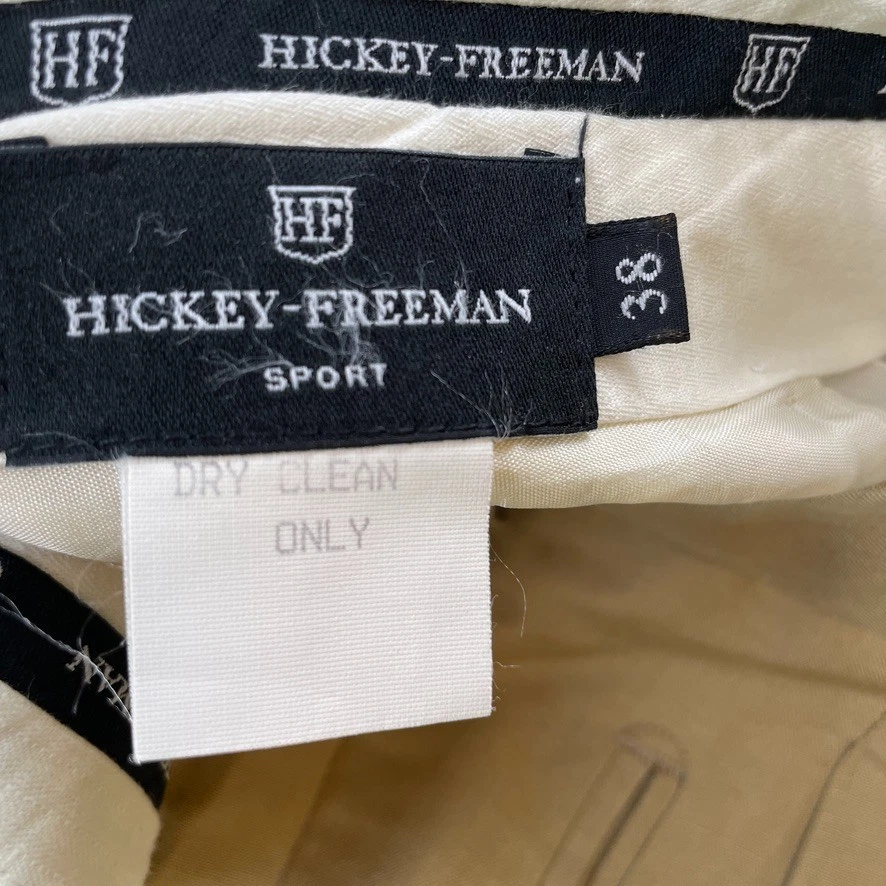 HF HICKEY-FREEMAN HF
HF
HICKEY-FREEMAN
SPORT
38
DRY CLEAN
ONLY